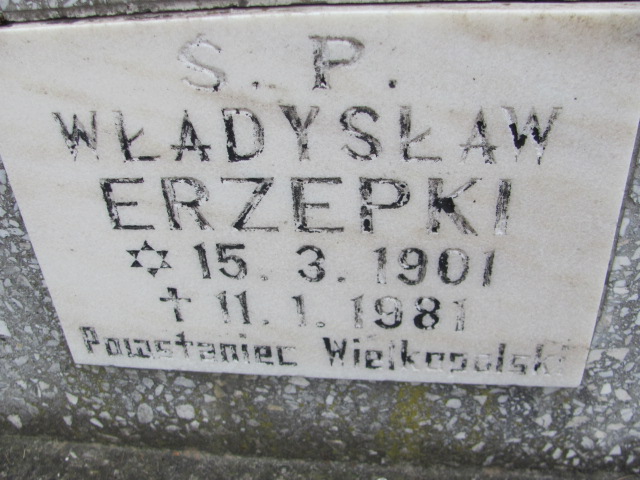 Ś. P.
WŁADYSŁAW
ERZEPKI
✡ 15. 3. 1901
✝ 11. 1. 1981
Powstaniec Wielkopolski